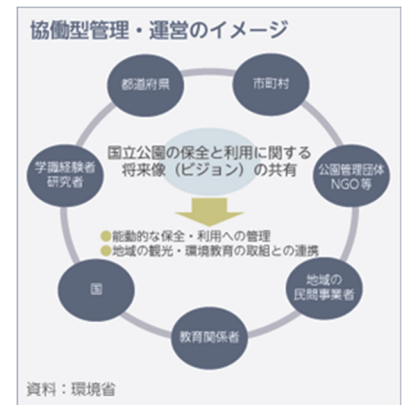 協働型管理・運営のイメージ
都道府県
市町村
国立公園の保全と利用に関する
将来像（ビジョン）の共有
学識経験者
研究者
公園管理団体
NGO等
●能動的な保全・利用への管理
●地域の観光・環境教育の取組との連携
国
地域の
民間事業者
教育関係者
資料：環境省